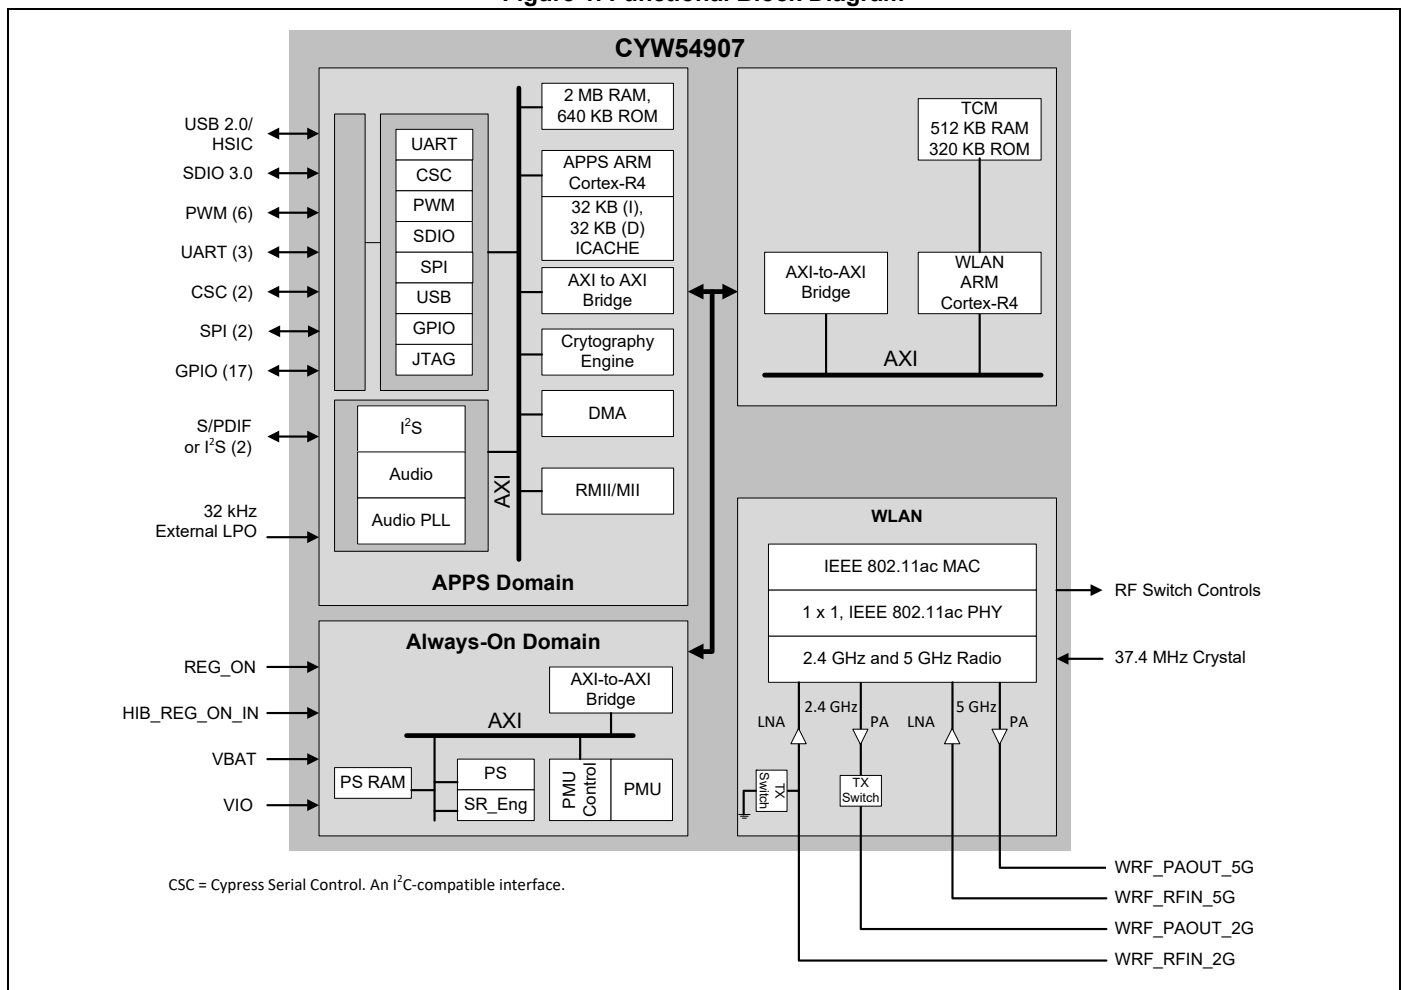 Figure 1. Functional Block Diagram
CYW54907
USB 2.0/
HSIC
SDIO 3.0
PWM (6)
UART (3)
CSC (2)
SPI (2)
GPIO (17)
S/PDIF
or I²S (2)
32 kHz
External LPO
UART
CSC
PWM
SDIO
SPI
USB
GPIO
JTAG
I²S
Audio
Audio PLL
AXI
2 MB RAM,
640 KB ROM
APPS ARM
Cortex-R4
32 KB (I),
32 KB (D)
ICACHE
AXI to AXI
Bridge
Crytography
Engine
DMA
RMII/MII
APPS Domain
TCM
512 KB RAM
320 KB ROM
AXI-to-AXI
Bridge
WLAN
ARM
Cortex-R4
AXI
REG_ON
HIB_REG_ON_IN
VBAT
VIO
Always-On Domain
AXI-to-AXI
Bridge
AXI
PS RAM
PS
SR_Eng
PMU
Control
PMU
WLAN
IEEE 802.11ac MAC
1 x 1, IEEE 802.11ac PHY
2.4 GHz and 5 GHz Radio
LNA
2.4 GHz
PA
LNA
5 GHz
PA
TX
Switch
TX
Switch
RF Switch Controls
37.4 MHz Crystal
WRF_PAOUT_5G
WRF_RFIN_5G
WRF_PAOUT_2G
WRF_RFIN_2G
CSC = Cypress Serial Control. An I²C-compatible interface.